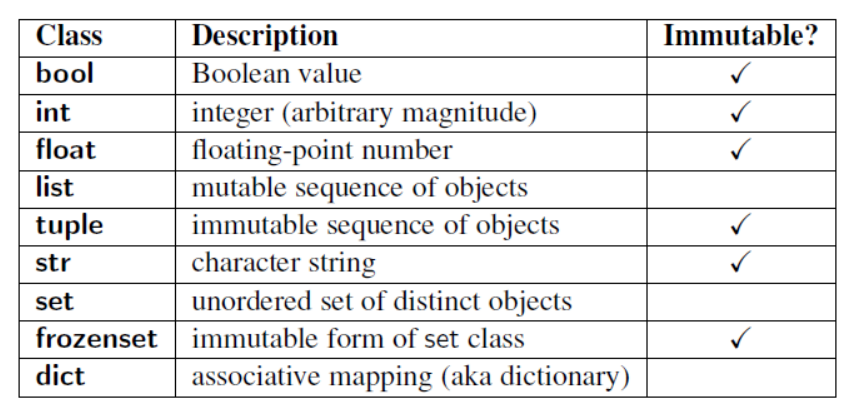 Class Description Immutable?
bool Boolean value ✓
int integer (arbitrary magnitude) ✓
float floating-point number ✓
list mutable sequence of objects
tuple immutable sequence of objects ✓
str character string ✓
set unordered set of distinct objects
frozenset immutable form of set class ✓
dict associative mapping (aka dictionary)